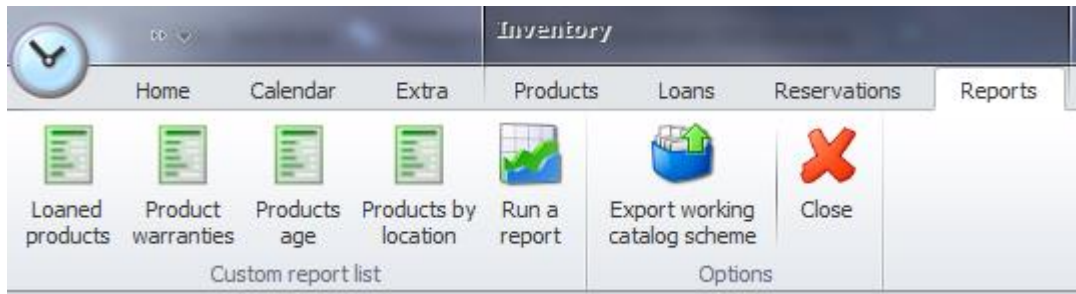 Inventory
Home Calendar Extra Products Loans Reservations Reports
Loaned products
Product warranties
Products age
Products by location
Run a report
Export working catalog scheme
Close
Custom report list
Options